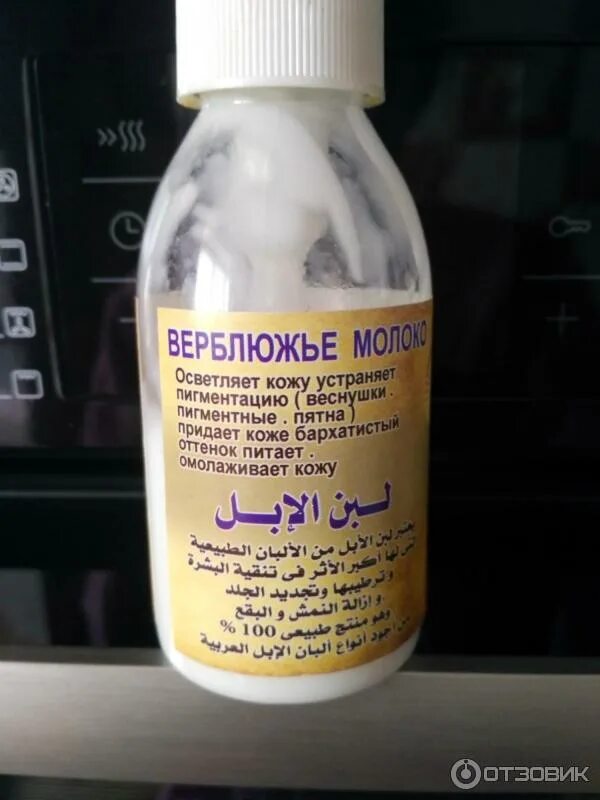 ВЕРБЛЮЖЬЕ МОЛОКО
Осветляет кожу устраняет
пигментацию ( веснушки .
пигментные . пятна )
придает коже бархатистый
оттенок питает .
омолаживает кожу
لبن الإبل
يعتبر لبن الأبل من الألبان الطبيعية
لها أكبر الأثر فى تنقية البشرة
وترطيبها وتجديد الجلد
و إزالة النمش و البقع.
وهو منتج طبيعى 100 %
من أجود أنواع ألبان الإبل العربية
ОТЗОВИК